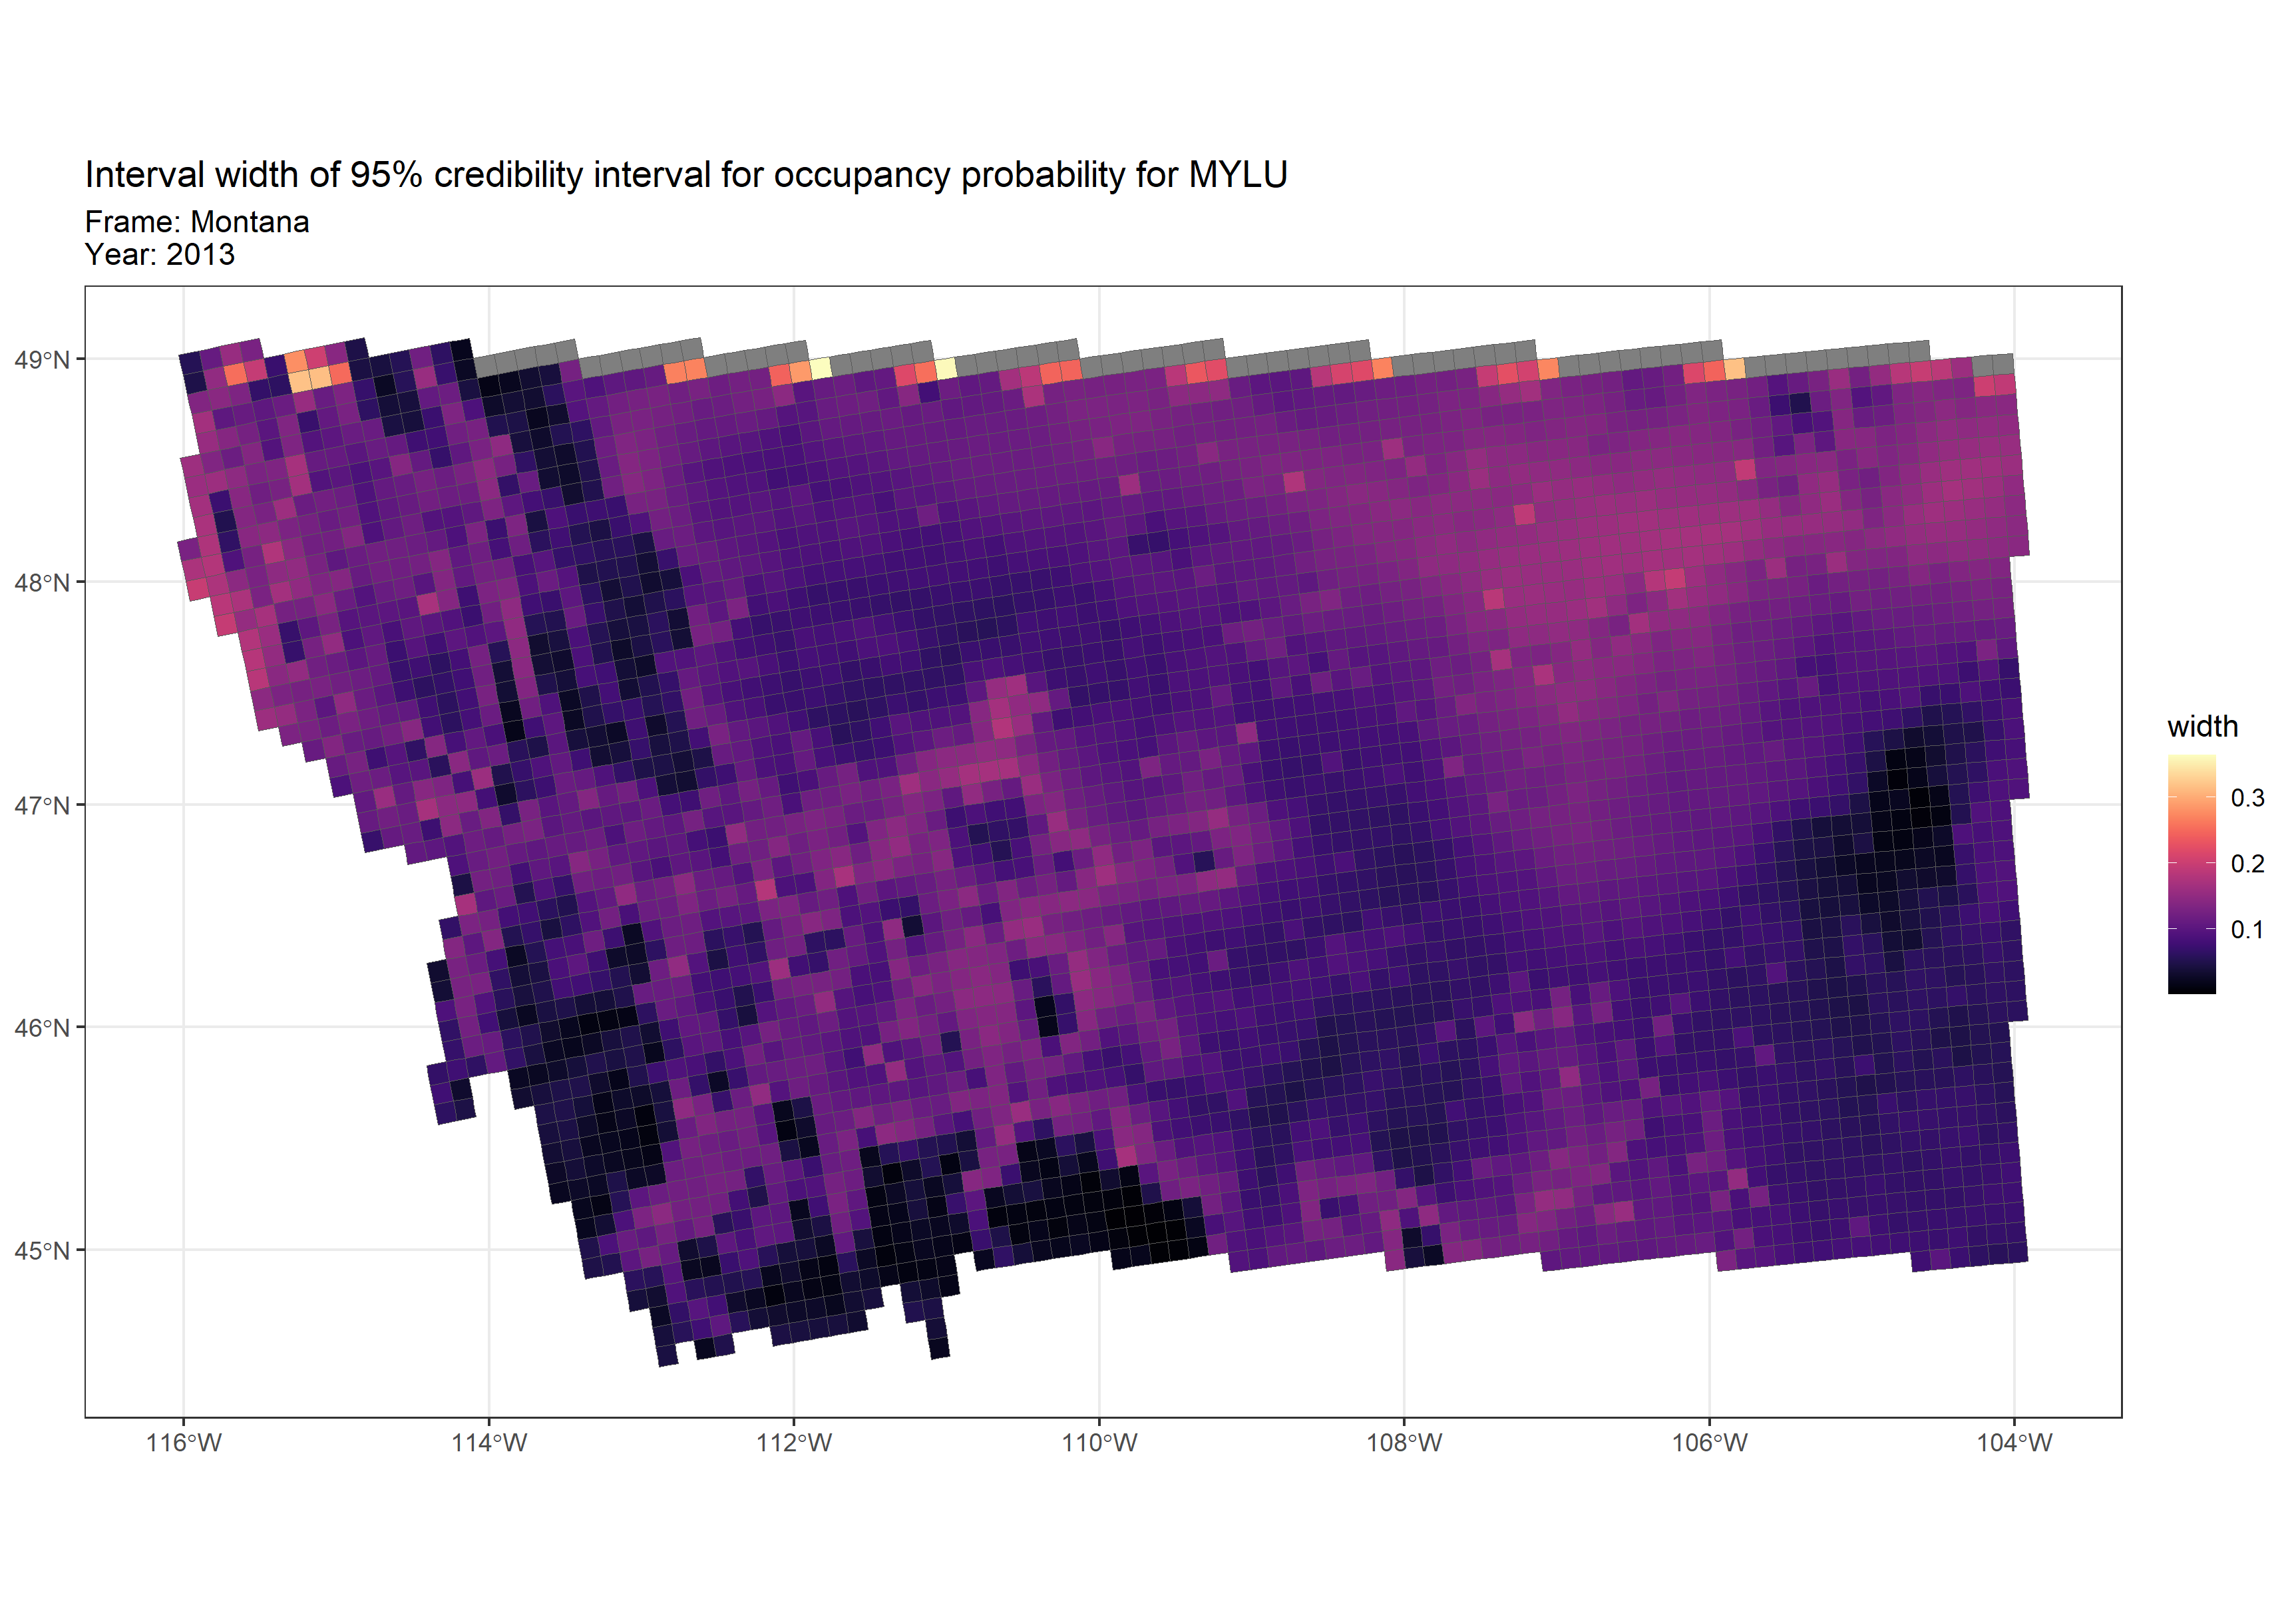 Interval width of 95% credibility interval for occupancy probability for MYLU
Frame: Montana
Year: 2013
49°N
48°N
47°N
46°N
45°N
116°W
114°W
112°W
110°W
108°W
106°W
104°W
width
0.3
0.2
0.1